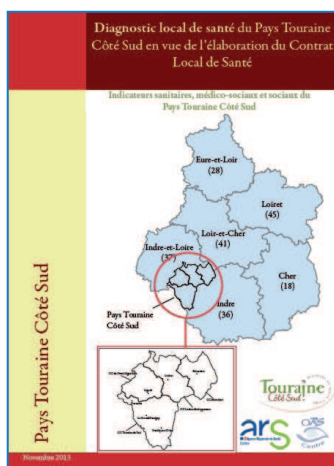 Diagnostic local de santé du Pays Touraine
Côté Sud en vue de l'élaboration du Contrat
Local de Santé
Indicateurs sanitaires, médico-sociaux et sociaux du
Pays Touraine Côté Sud
Eure-et-Loir
(28)
Loiret
(45)
Loir-et-Cher
(41)
Indre-et-Loire
(37)
Cher
(18)
Indre
(36)
Pays Touraine
Côté Sud
Pays Touraine Côté Sud
Touraine
Côté Sud
ars
ORS
Centre
Novembre 2013